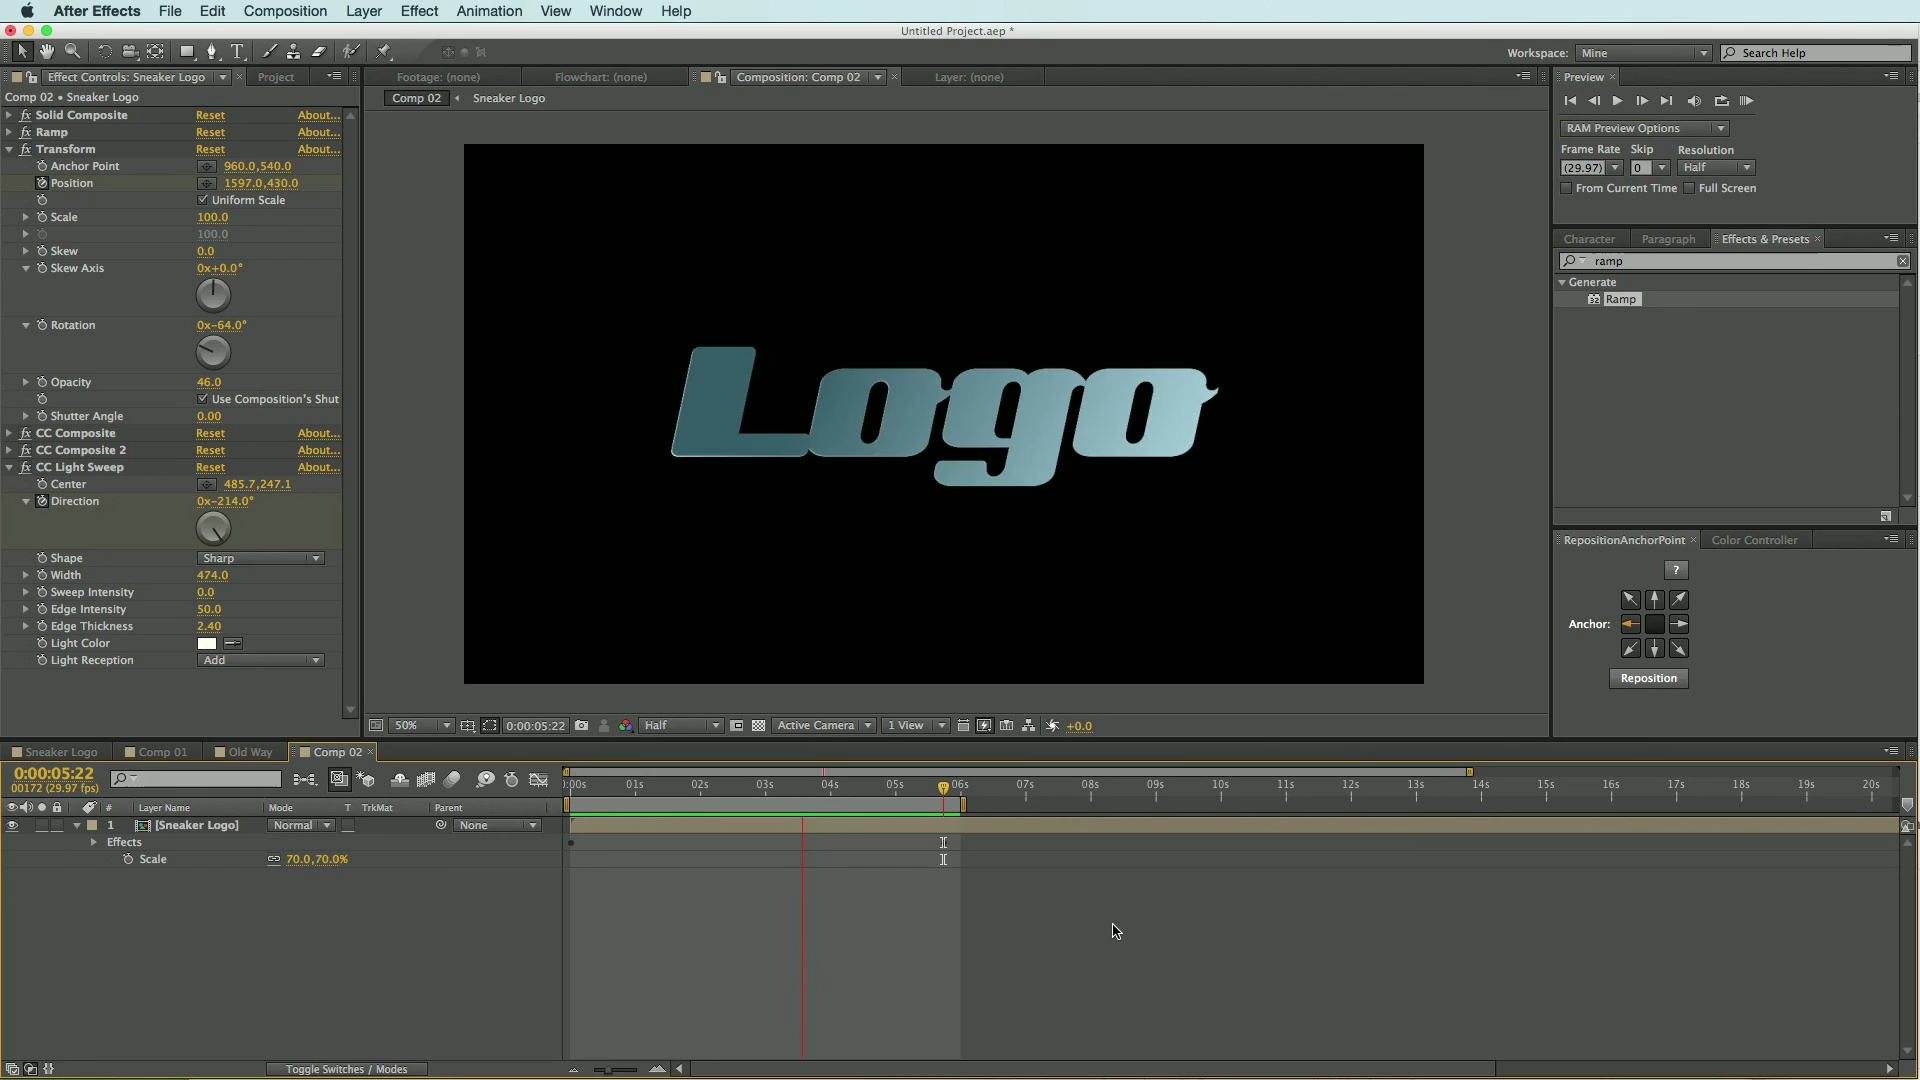 After Effects File Edit Composition Layer Effect Animation View Window Help
Untitled Project.aep *
Workspace: Mine Search Help
Effect Controls: Sneaker Logo Project
Comp 02 • Sneaker Logo
fx Solid Composite Reset About...
fx Ramp Reset About...
fx Transform Reset About...
Anchor Point 960.0,540.0
Position 1597.0,430.0
Uniform Scale
Scale 100.0
100.0
Skew 0.0
Skew Axis 0x+0.0°
Rotation 0x-64.0°
Opacity 46.0
Use Composition's Shut
Shutter Angle 0.00
fx CC Composite Reset About...
fx CC Composite 2 Reset About...
fx CC Light Sweep Reset About...
Center 485.7,247.1
Direction 0x-214.0°
Shape Sharp
Width 474.0
Sweep Intensity 0.0
Edge Intensity 50.0
Edge Thickness 2.40
Light Color
Light Reception Add
Footage: (none) Flowchart: (none) Composition: Comp 02 Layer: (none)
Comp 02 Sneaker Logo
Logo
50% 0:00:05:22 Half Active Camera 1 View +0.0
Preview
RAM Preview Options
Frame Rate Skip Resolution
(29.97) 0 Half
From Current Time Full Screen
Character Paragraph Effects & Presets
ramp
Generate
32 Ramp
RepositionAnchorPoint Color Controller
?
Anchor:
Reposition
Sneaker Logo Comp 01 Old Way Comp 02
0:00:05:22
00172 (29.97 fps)
):00s 01s 02s 03s 04s 05s 06s 07s 08s 09s 10s 11s 12s 13s 14s 15s 16s 17s 18s 19s 20s
# Layer Name Mode T TrkMat Parent
1 [Sneaker Logo] Normal None
Effects
Scale 70.0,70.0%
Toggle Switches / Modes